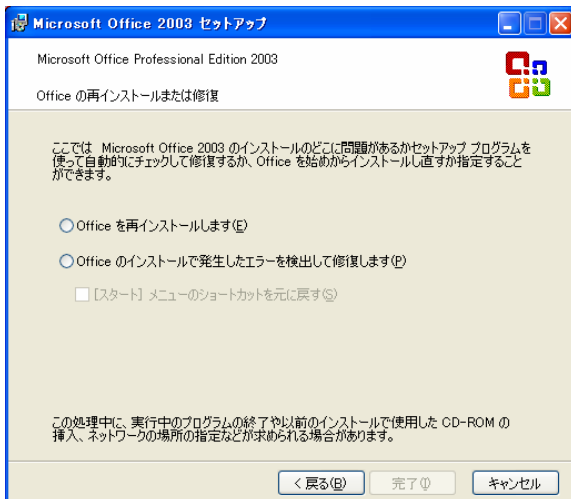 Microsoft Office 2003 セットアップ
Microsoft Office Professional Edition 2003
Office の再インストールまたは修復
ここでは Microsoft Office 2003 のインストールのどこに問題があるかセットアップ プログラムを
使って自動的にチェックして修復するか、Office を始めからインストールし直すか指定すること
ができます。
Office を再インストールします(E)
Office のインストールで発生したエラーを検出して修復します(P)
[スタート] メニューのショートカットを元に戻す(S)
この処理中に、実行中のプログラムの終了や以前のインストールで使用した CD-ROM の
挿入、ネットワークの場所の指定などが求められる場合があります。
< 戻る(B) 完了(I) キャンセル